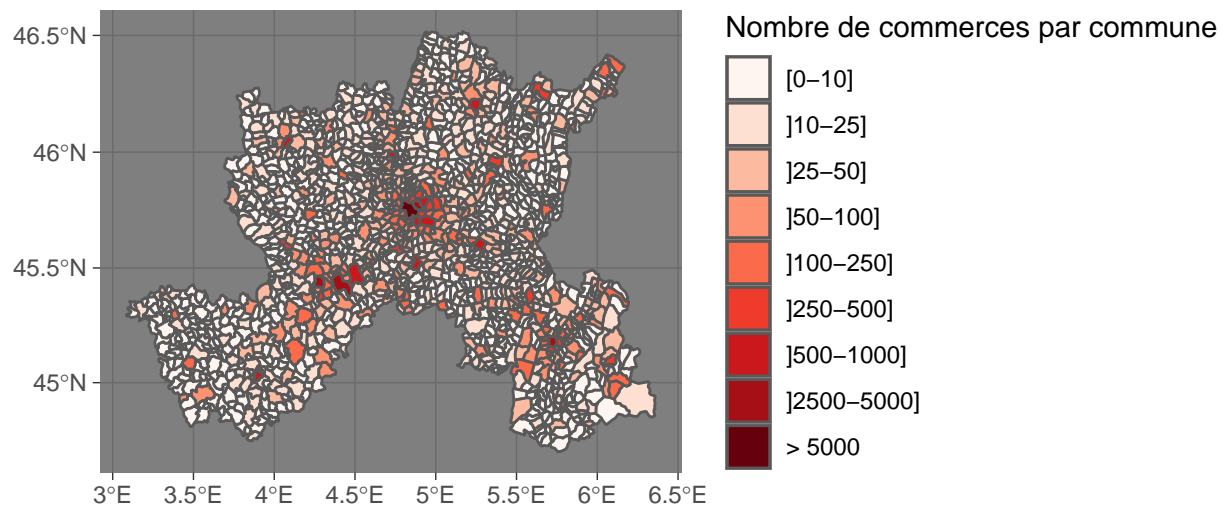 Nombre de commerces par commune
46.5°N
46°N
45.5°N
45°N
3°E 3.5°E 4°E 4.5°E 5°E 5.5°E 6°E 6.5°E
[0−10]
]10−25]
]25−50]
]50−100]
]100−250]
]250−500]
]500−1000]
]2500−5000]
> 5000